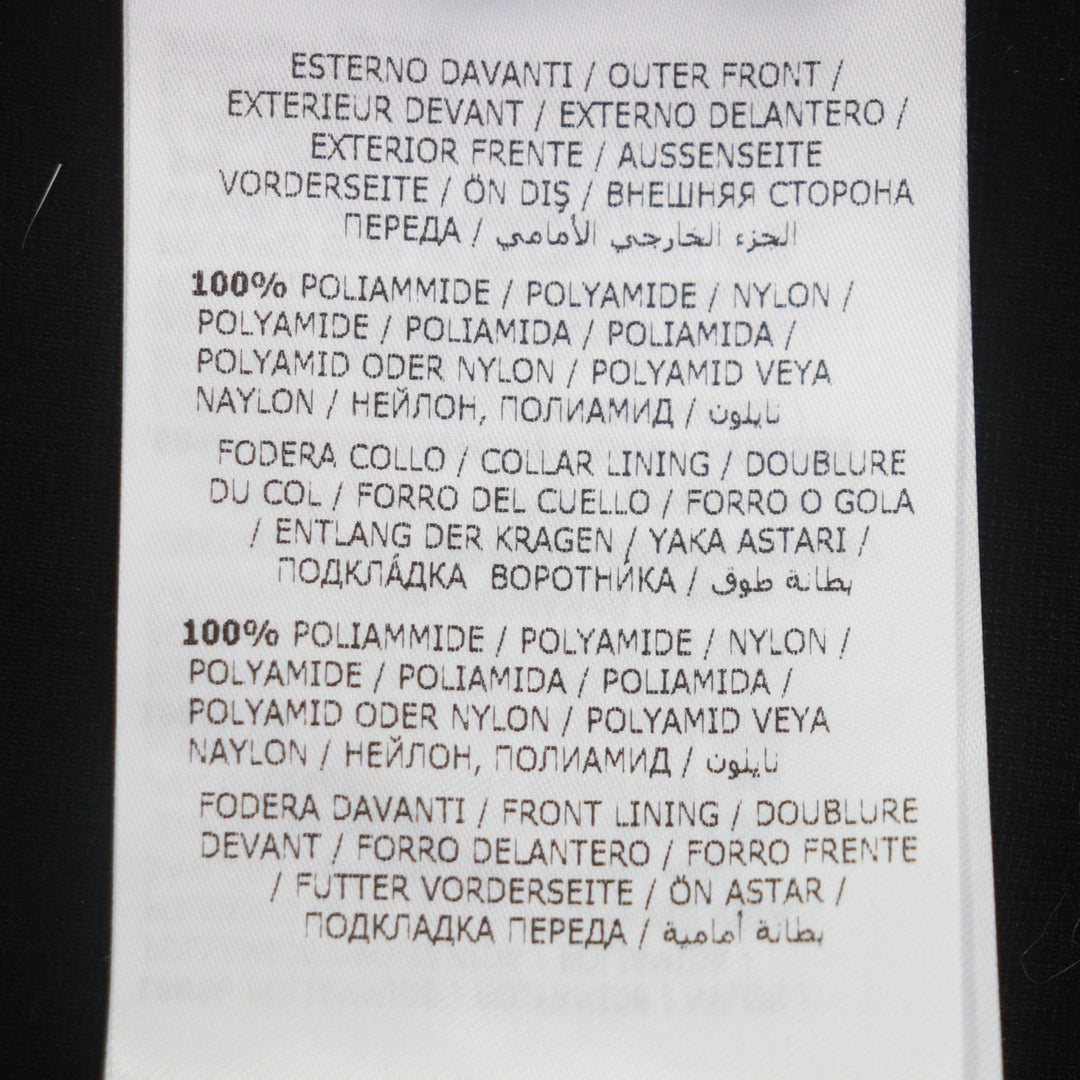 ESTERNO DAVANTI / OUTER FRONT /
EXTERIEUR DEVANT / EXTERNO DELANTERO /
EXTERIOR FRENTE / AUSSENSEITE
VORDERSEITE / ÖN DIŞ / ВНЕШНЯЯ СТОРОНА
ПЕРЕДА / الجزء الخارجي الأمامي
100% POLIAMMIDE / POLYAMIDE / NYLON /
POLYAMIDE / POLIAMIDA / POLIAMIDA /
POLYAMID ODER NYLON / POLYAMID VEYA
NAYLON / НЕЙЛОН, ПОЛИАМИД / نايلون
FODERA COLLO / COLLAR LINING / DOUBLURE
DU COL / FORRO DEL CUELLO / FORRO O GOLA
/ ENTLANG DER KRAGEN / YAKA ASTARI /
ПОДКЛА́ДКА ВОРОТНИ́КА / بطانة طوق
100% POLIAMMIDE / POLYAMIDE / NYLON /
POLYAMIDE / POLIAMIDA / POLIAMIDA /
POLYAMID ODER NYLON / POLYAMID VEYA
NAYLON / НЕЙЛОН, ПОЛИАМИД / نايلون
FODERA DAVANTI / FRONT LINING / DOUBLURE
DEVANT / FORRO DELANTERO / FORRO FRENTE
/ FUTTER VORDERSEITE / ÖN ASTAR /
ПОДКЛАДКА ПЕРЕДА / بطانة أمامية